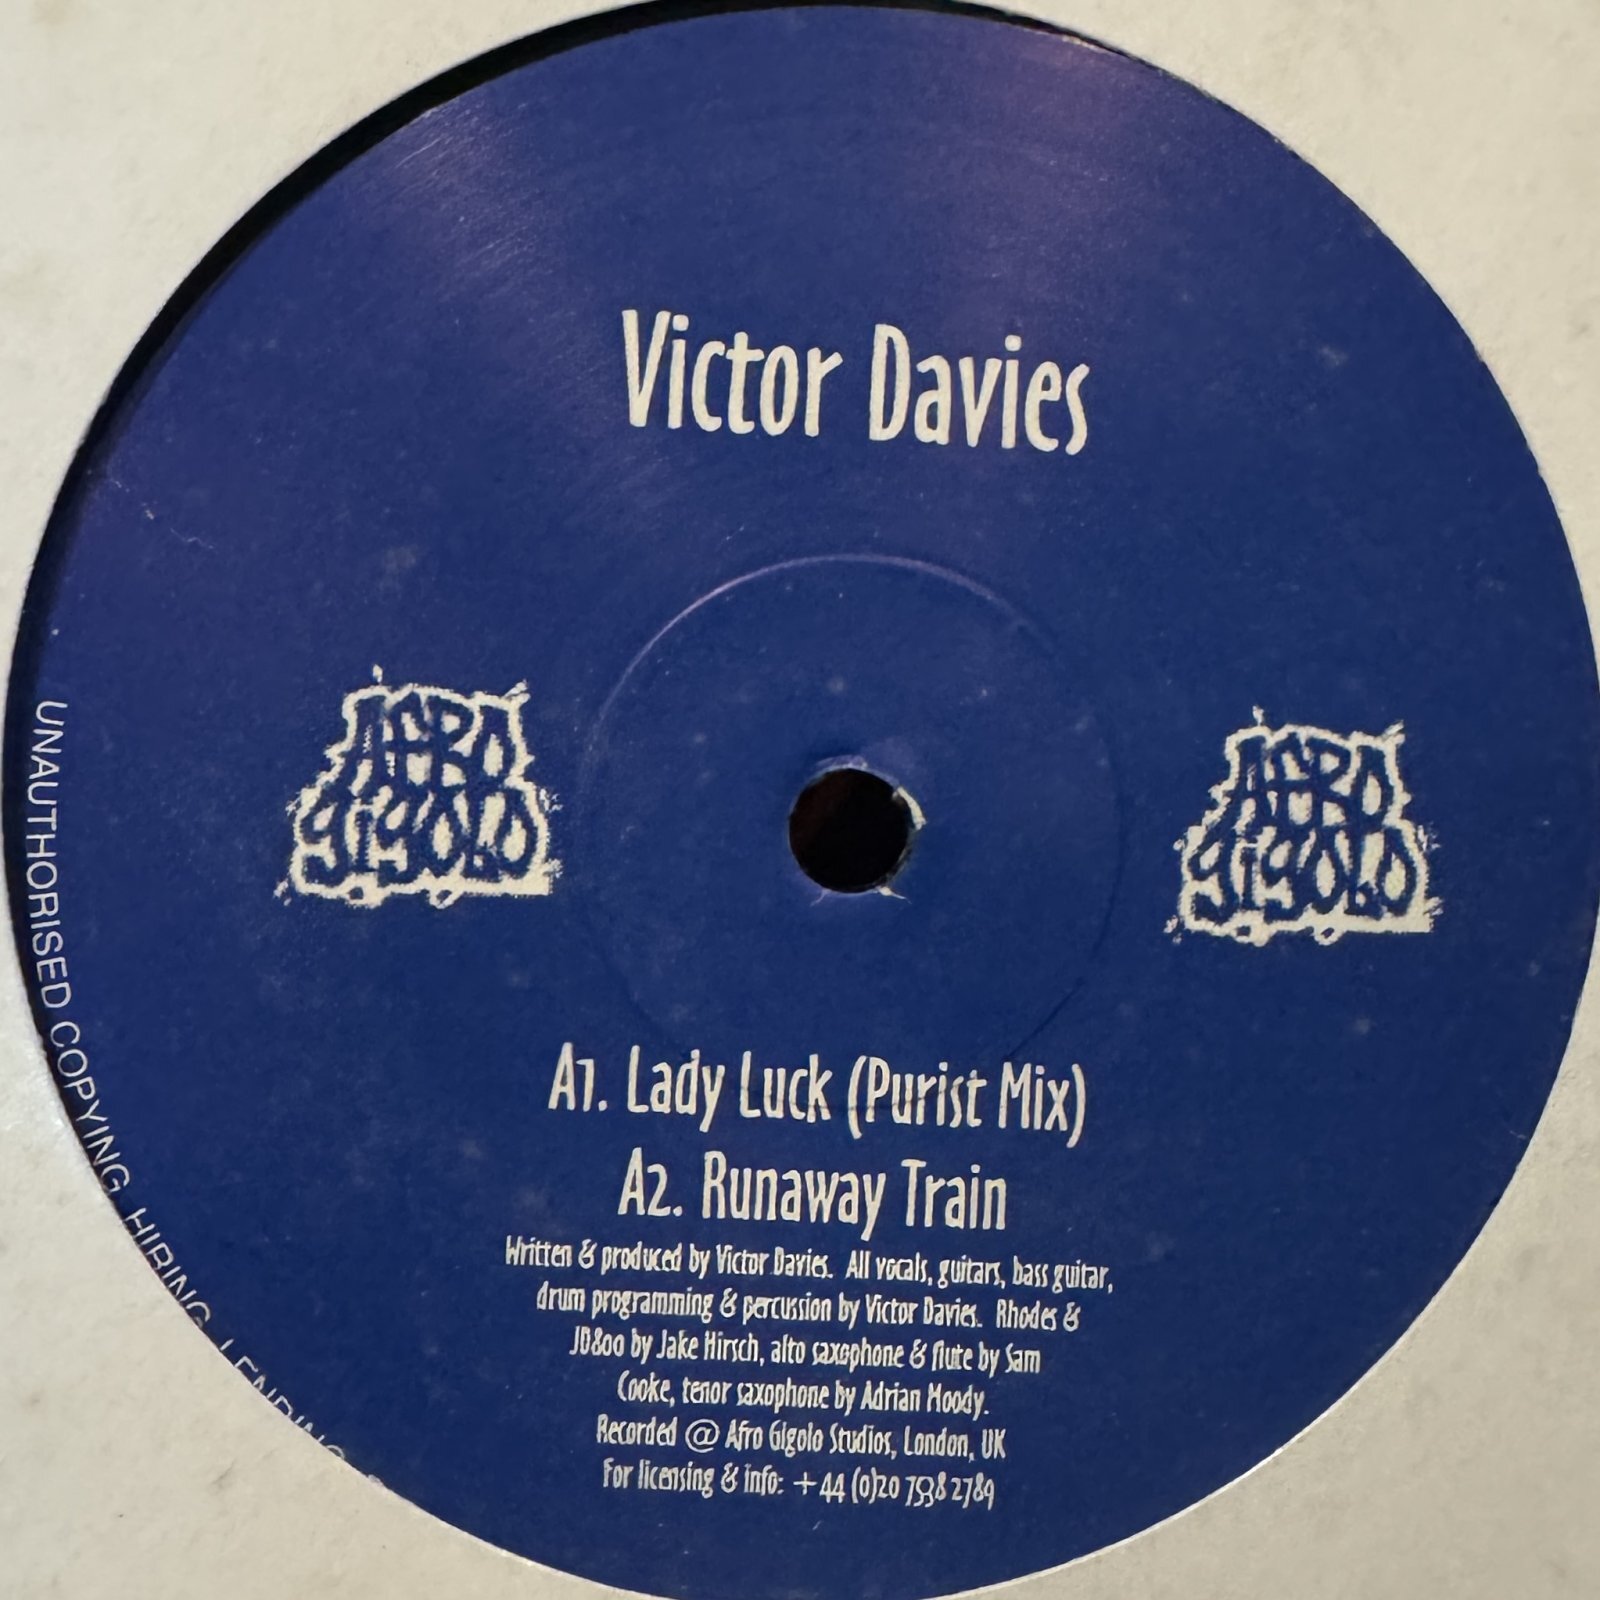 Victor Davies
AFRO
gigolo
AFRO
gigolo
A1. Lady Luck (Purist Mix)
A2. Runaway Train
Written & produced by Victor Davies. All vocals, guitars, bass guitar,
drum programming & percussion by Victor Davies. Rhodes &
JD800 by Jake Hirsch, alto saxophone & flute by Sam
Cooke, tenor saxophone by Adrian Moody.
Recorded @ Afro Gigolo Studios, London, UK
For licensing & info: +44 (0)20 7938 2789
UNAUTHORISED COPYING, HIRING, LENDING,